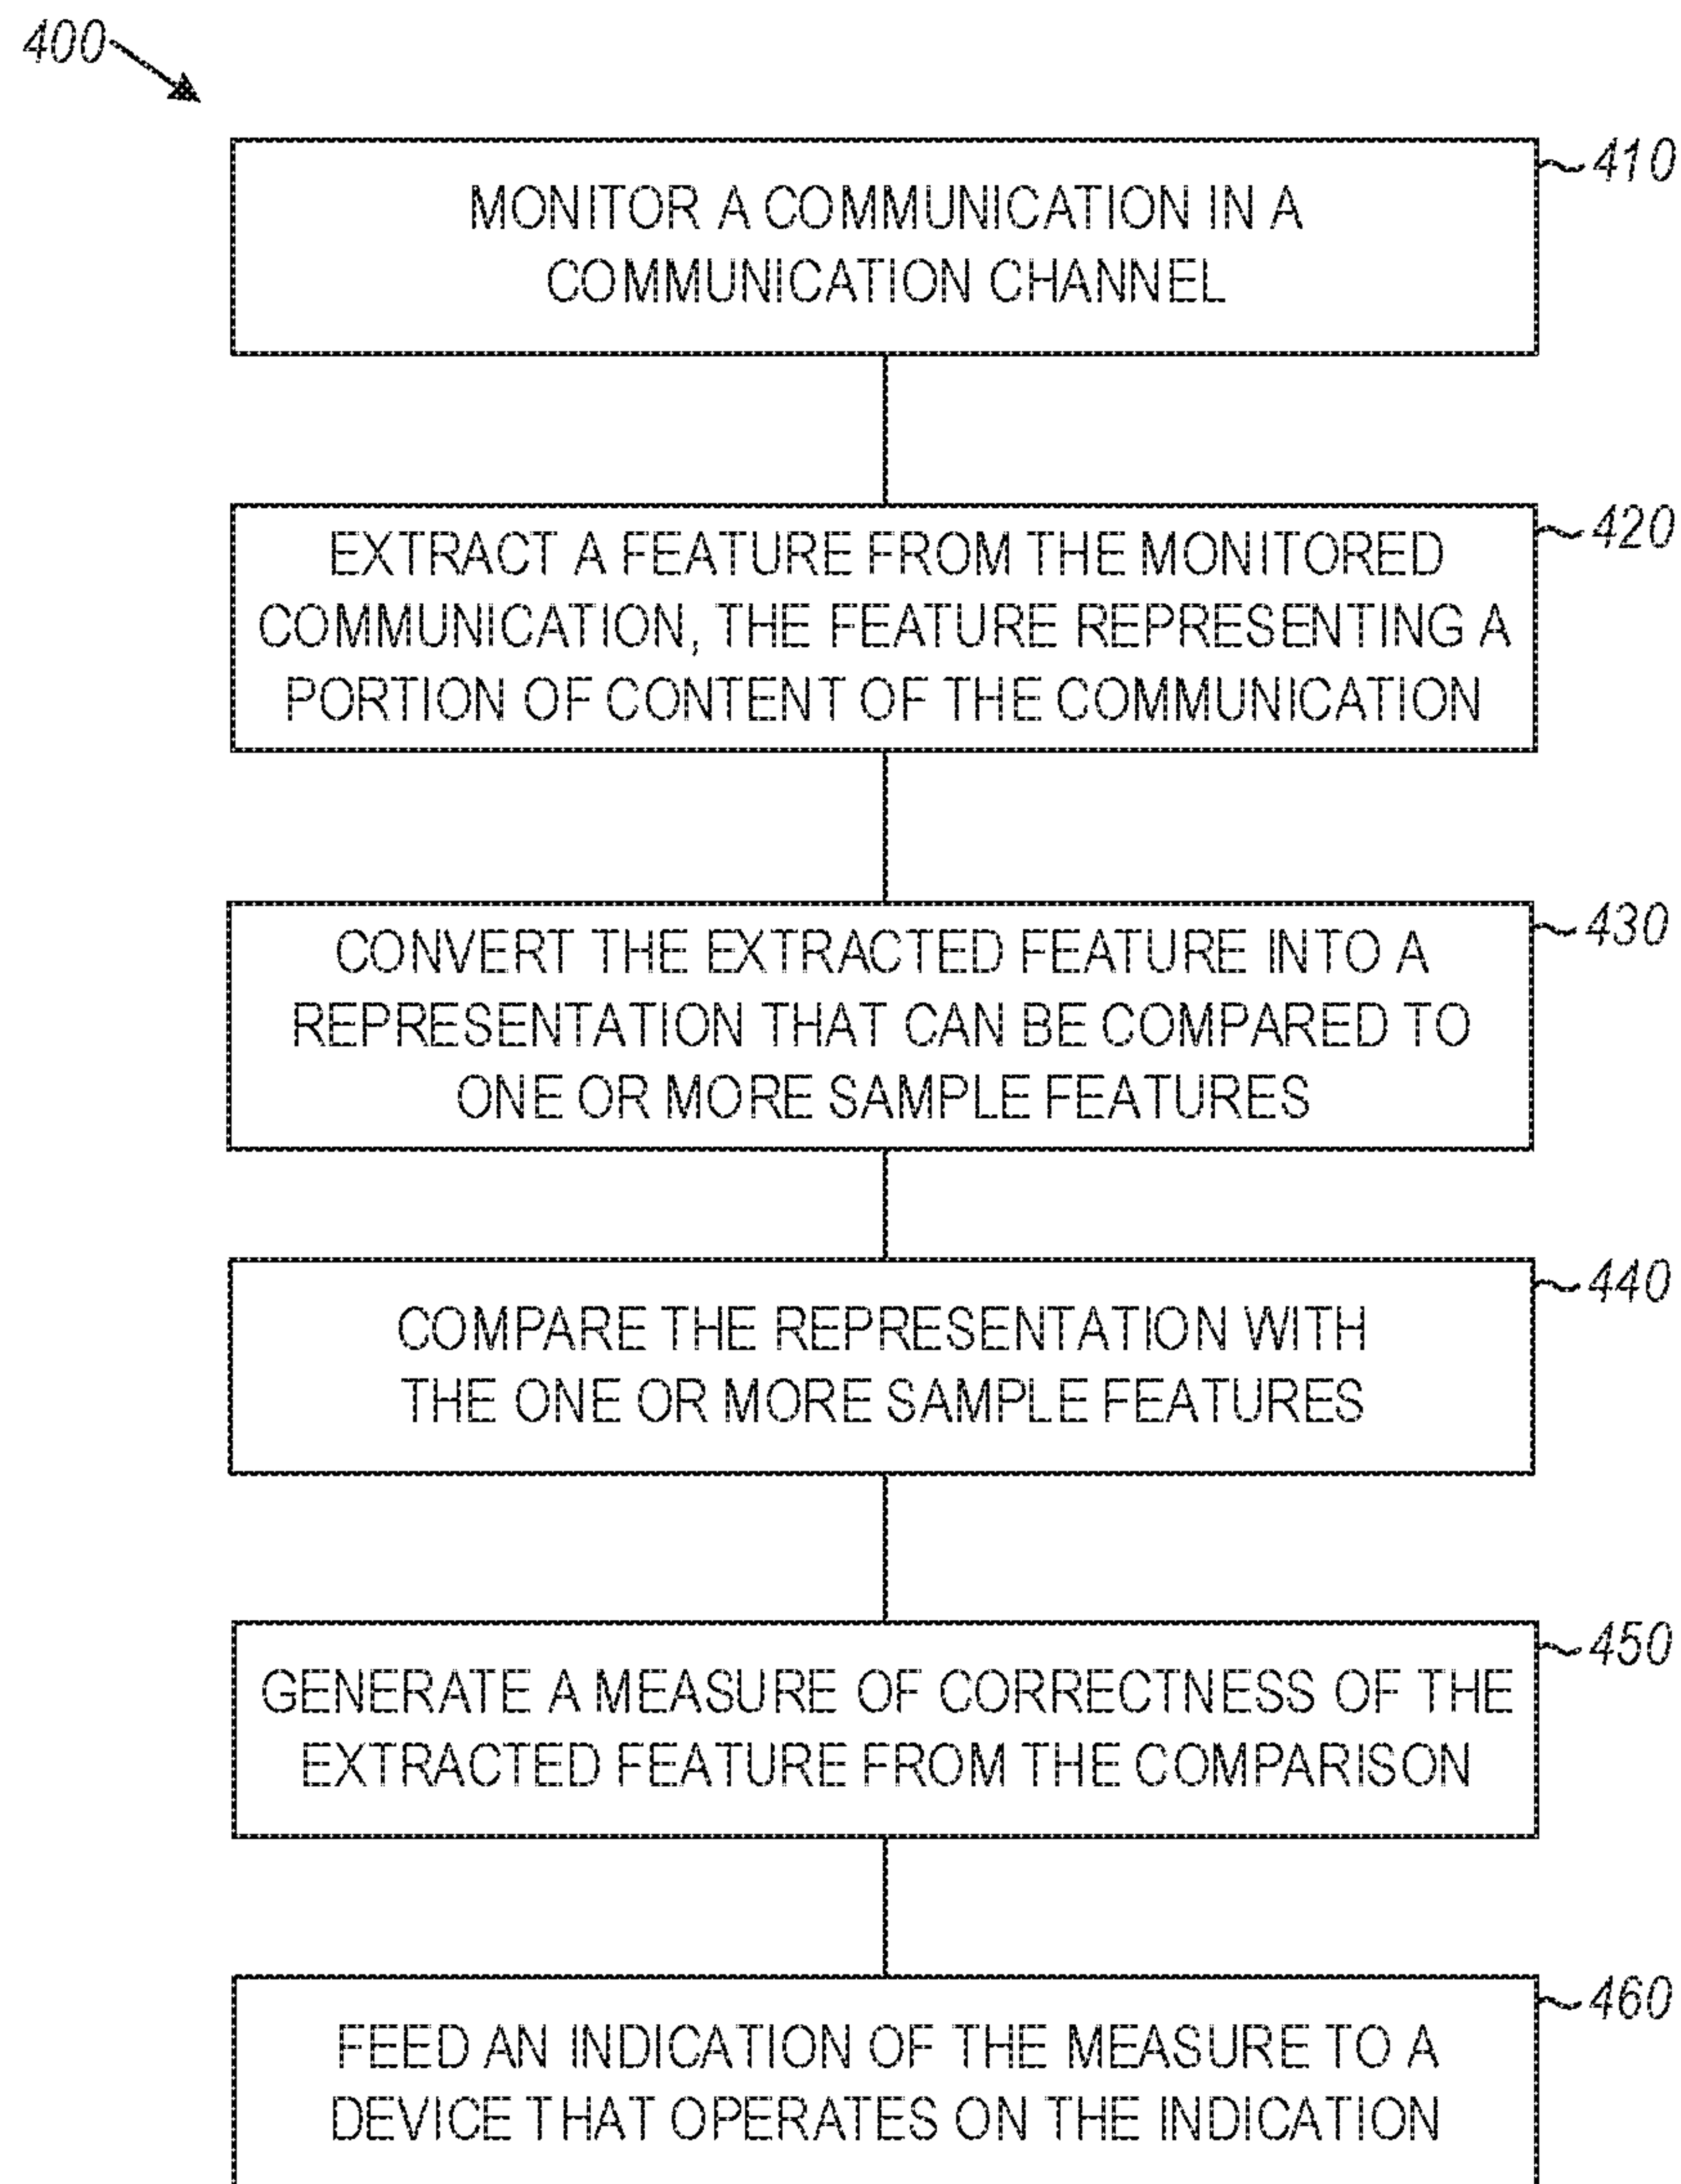 400
410
MONITOR A COMMUNICATION IN A
COMMUNICATION CHANNEL
420
EXTRACT A FEATURE FROM THE MONITORED
COMMUNICATION, THE FEATURE REPRESENTING A
PORTION OF CONTENT OF THE COMMUNICATION
430
CONVERT THE EXTRACTED FEATURE INTO A
REPRESENTATION THAT CAN BE COMPARED TO
ONE OR MORE SAMPLE FEATURES
440
COMPARE THE REPRESENTATION WITH
THE ONE OR MORE SAMPLE FEATURES
450
GENERATE A MEASURE OF CORRECTNESS OF THE
EXTRACTED FEATURE FROM THE COMPARISON
460
FEED AN INDICATION OF THE MEASURE TO A
DEVICE THAT OPERATES ON THE INDICATION